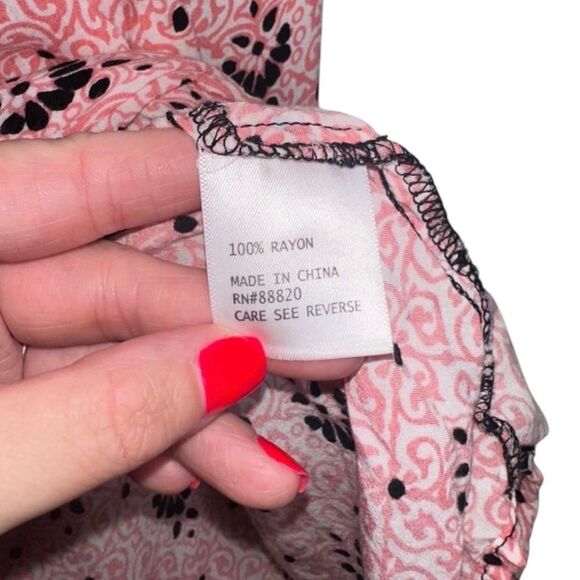 100% RAYON
MADE IN CHINA
RN#88820
CARE SEE REVERSE